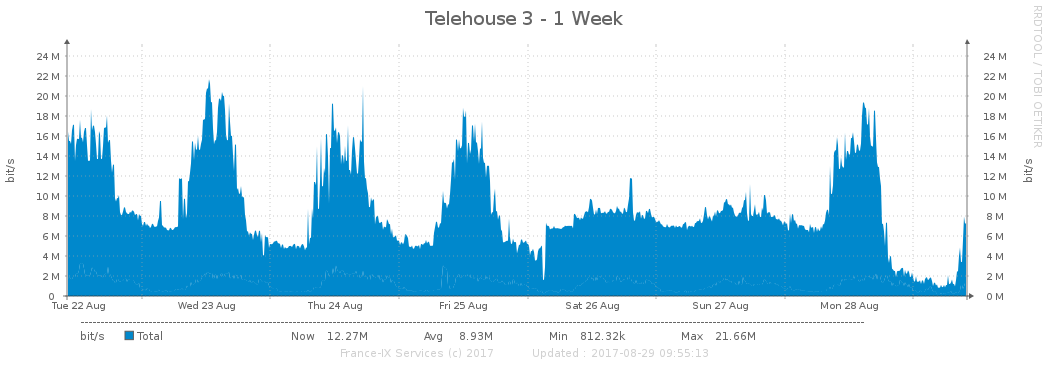 Telehouse 3 - 1 Week
RRDTOOL / TOBI OETIKER
bit/s
24 M 24 M
22 M 22 M
20 M 20 M
18 M 18 M
16 M 16 M
14 M 14 M
12 M 12 M
10 M 10 M
8 M 8 M
6 M 6 M
4 M 4 M
2 M 2 M
0 0 M
bit/s
Tue 22 Aug Wed 23 Aug Thu 24 Aug Fri 25 Aug Sat 26 Aug Sun 27 Aug Mon 28 Aug
bit/s Total Now 12.27M Avg 8.93M Min 812.32k Max 21.66M
France-IX Services (c) 2017 Updated : 2017-08-29 09:55:13